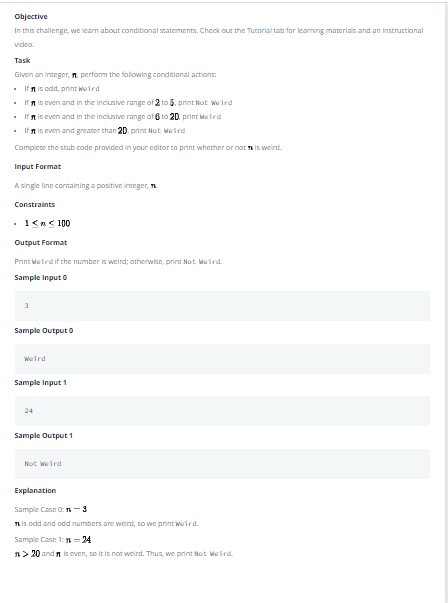 Objective
In this challenge, we learn about conditional statements. Check out the Tutorial tab for learning materials and an instructional
video.
Task
Given an integer, n, perform the following conditional actions:
• If n is odd, print Weird
• If n is even and in the inclusive range of 2 to 5, print Not Weird
• If n is even and in the inclusive range of 6 to 20, print Weird
• If n is even and greater than 20, print Not Weird
Complete the stub code provided in your editor to print whether or not n is weird.
Input Format
A single line containing a positive integer, n.
Constraints
• 1 ≤ n ≤ 100
Output Format
Print Weird if the number is weird; otherwise, print Not Weird.
Sample Input 0
3
Sample Output 0
Weird
Sample Input 1
24
Sample Output 1
Not Weird
Explanation
Sample Case 0: n = 3
n is odd and odd numbers are weird, so we print Weird.
Sample Case 1: n = 24
n > 20 and n is even, so it is not weird. Thus, we print Not Weird.